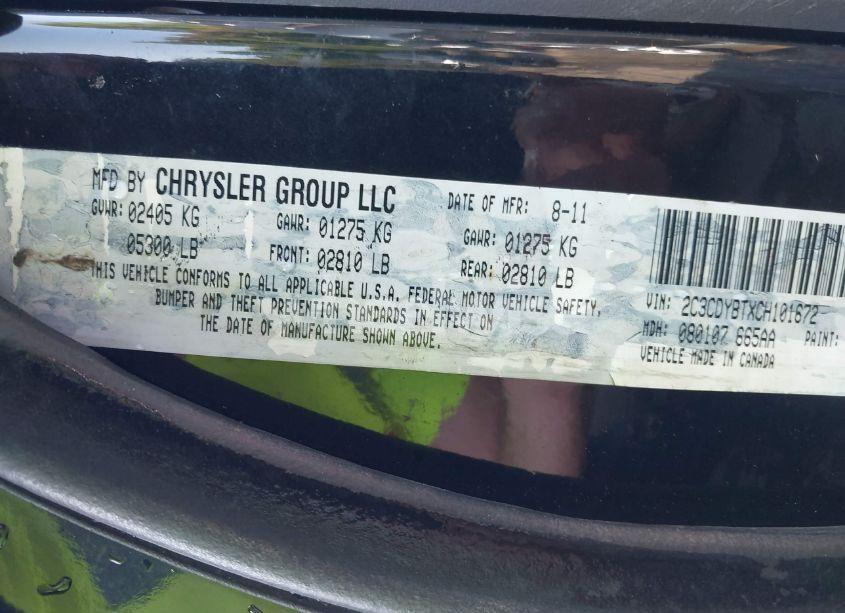 MFD BY CHRYSLER GROUP LLC DATE OF MFR: 8-11
GVWR: 02405 KG GAWR: 01275 KG GAWR: 01275 KG
05300 LB FRONT: 02810 LB REAR: 02810 LB
THIS VEHICLE CONFORMS TO ALL APPLICABLE U.S.A. FEDERAL MOTOR VEHICLE SAFETY,
BUMPER AND THEFT PREVENTION STANDARDS IN EFFECT ON
THE DATE OF MANUFACTURE SHOWN ABOVE.
VIN: 2C3CDYBTXCH101672
MDH: 080107 665AA PAINT:
VEHICLE MADE IN CANADA